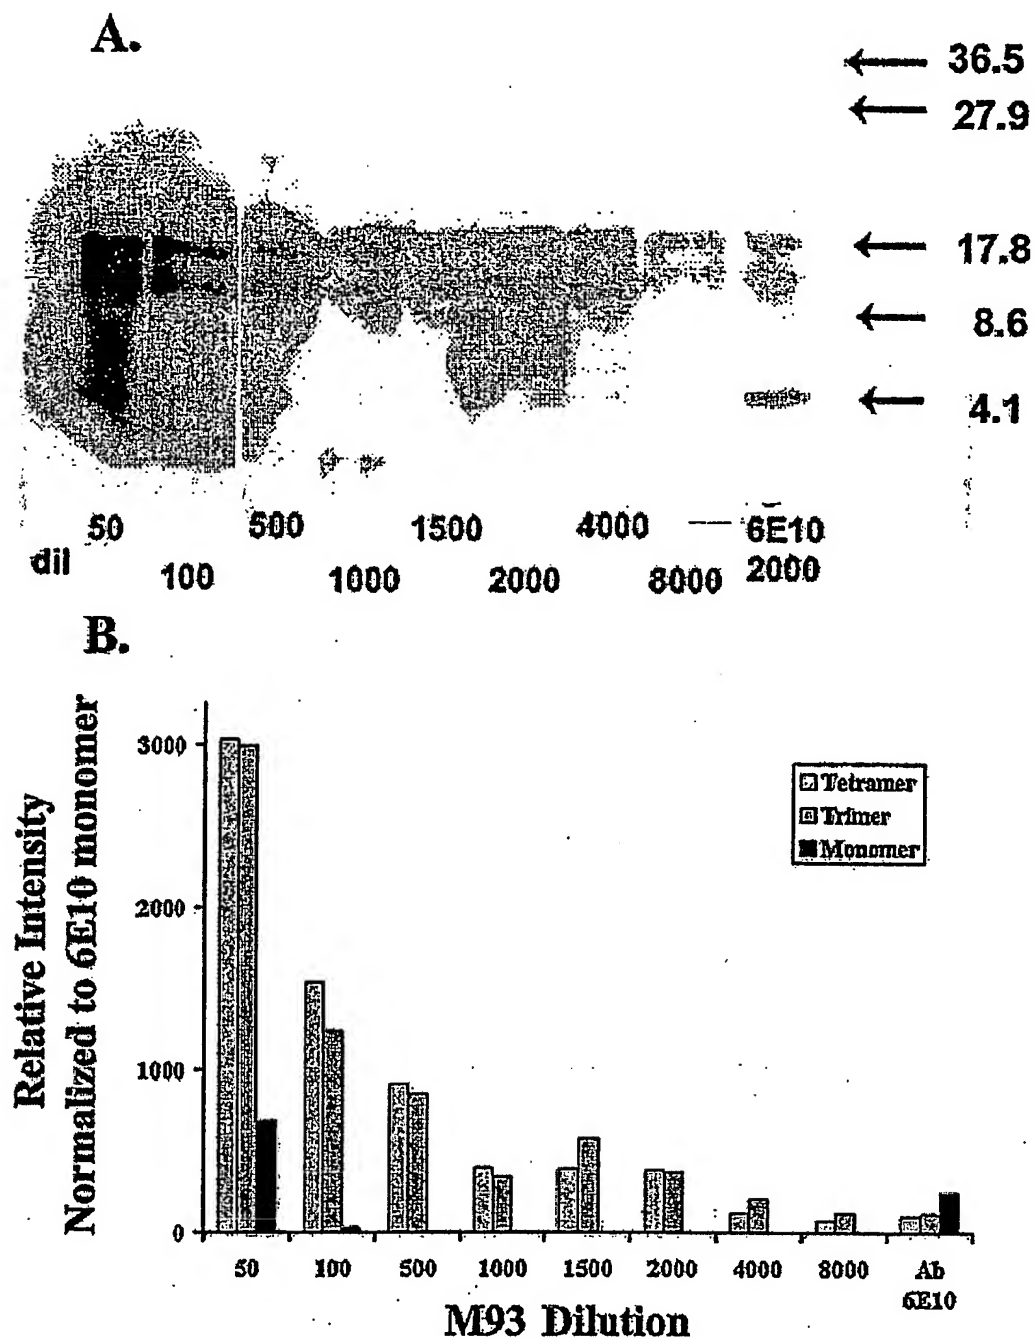 A.
36.5
27.9
17.8
8.6
4.1
50 500 1500 4000 6E10
dil 100 1000 2000 8000 2000
B.
Relative Intensity
Normalized to 6E10 monomer
3000
2000
1000
0
Tetramer
Trimer
Monomer
50 100 500 1000 1500 2000 4000 8000 Ab
6E10
M93 Dilution